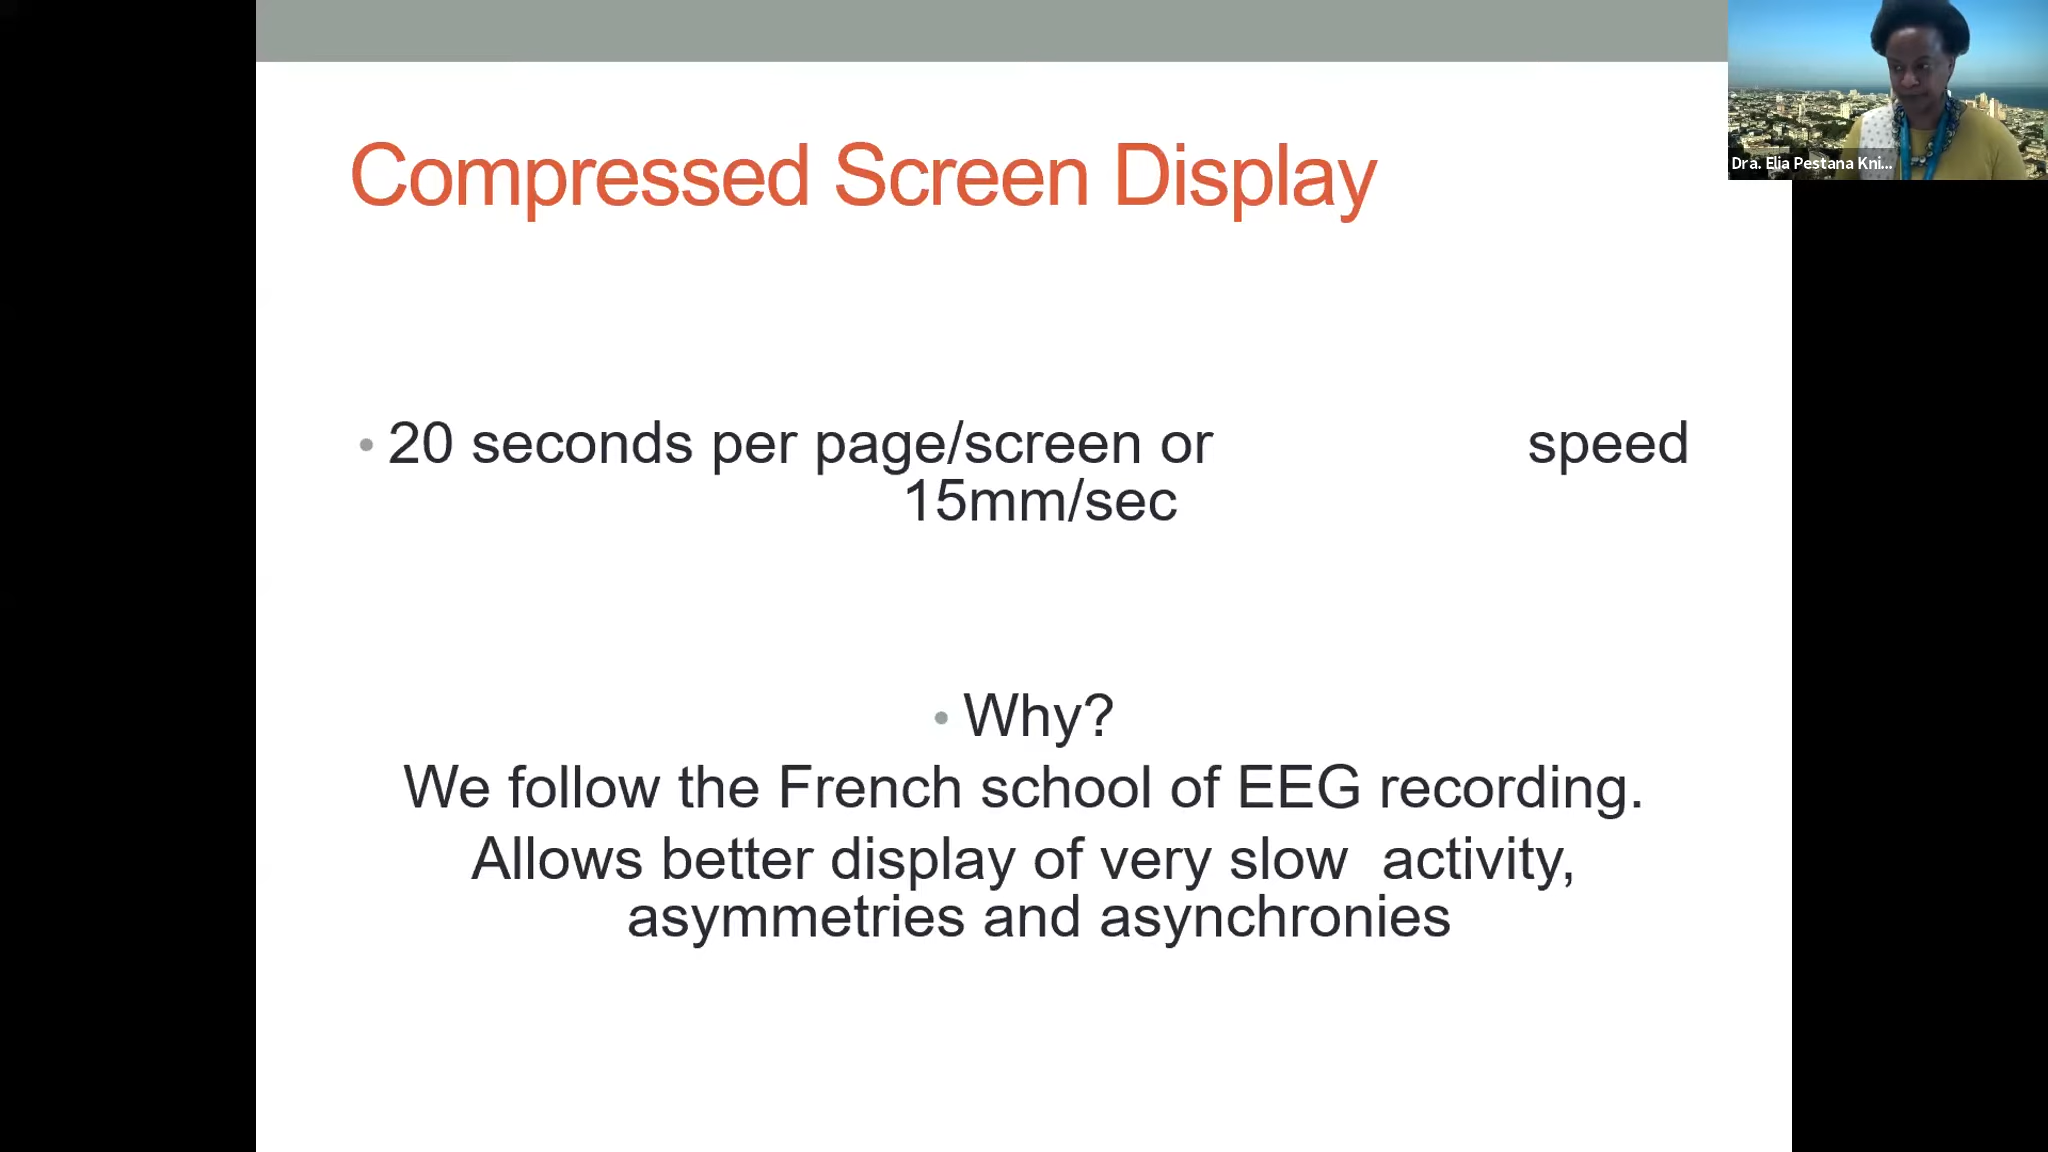 Compressed Screen Display
• 20 seconds per page/screen or speed
15mm/sec
• Why?
We follow the French school of EEG recording.
Allows better display of very slow activity,
asymmetries and asynchronies
Dra. Elia Pestana Kni...